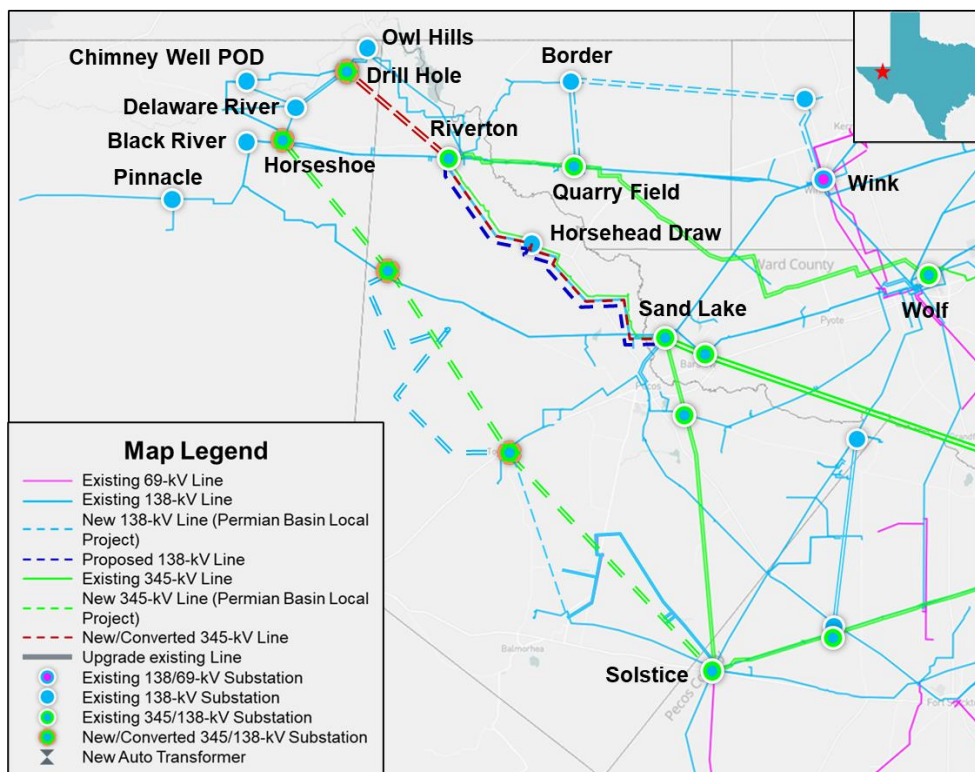 Owl Hills
Chimney Well POD
Border
Drill Hole
Delaware River
Riverton
Black River
Horseshoe
Wink
Pinnacle
Quarry Field
Horsehead Draw
Ward County
Sand Lake
Wolf
Pyote
Pecos
Map Legend
Existing 69-kV Line
Existing 138-kV Line
New 138-kV Line (Permian Basin Local
Project)
Proposed 138-kV Line
Existing 345-kV Line
New 345-kV Line (Permian Basin Local
Project)
New/Converted 345-kV Line
Upgrade existing Line
Existing 138/69-kV Substation
Existing 138-kV Substation
Existing 345/138-kV Substation
New/Converted 345/138-kV Substation
New Auto Transformer
Balmorhea
Solstice